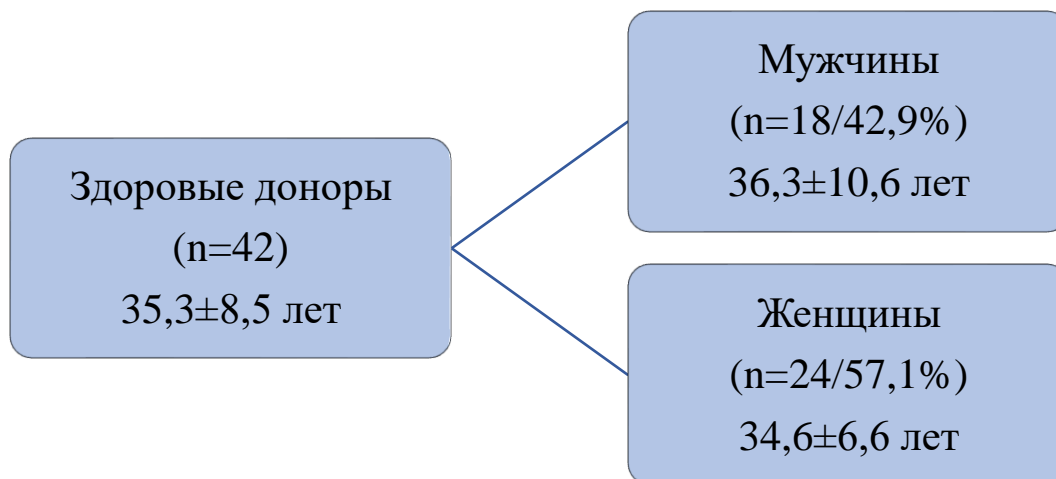 Здоровые доноры
(n=42)
35,3±8,5 лет
Мужчины
(n=18/42,9%)
36,3±10,6 лет
Женщины
(n=24/57,1%)
34,6±6,6 лет